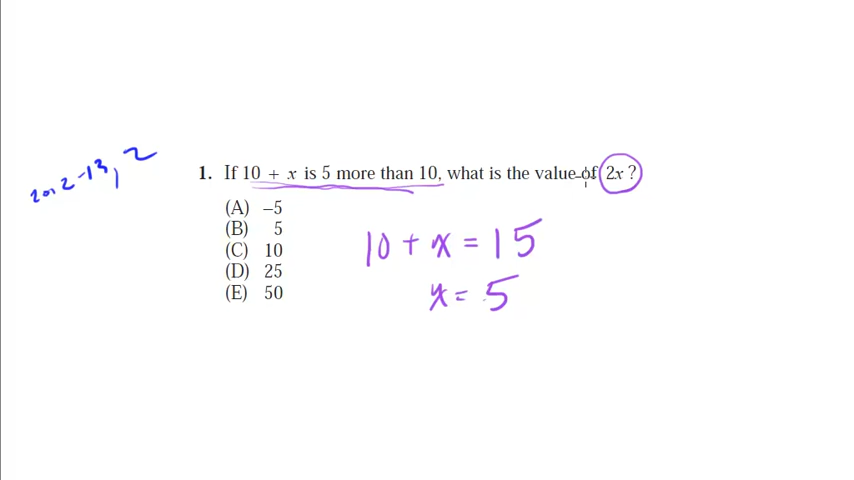 2012-13, 2
1. If 10 + x is 5 more than 10, what is the value of 2x ?
(A) –5
(B) 5
(C) 10
(D) 25
(E) 50
10 + x = 15
x = 5